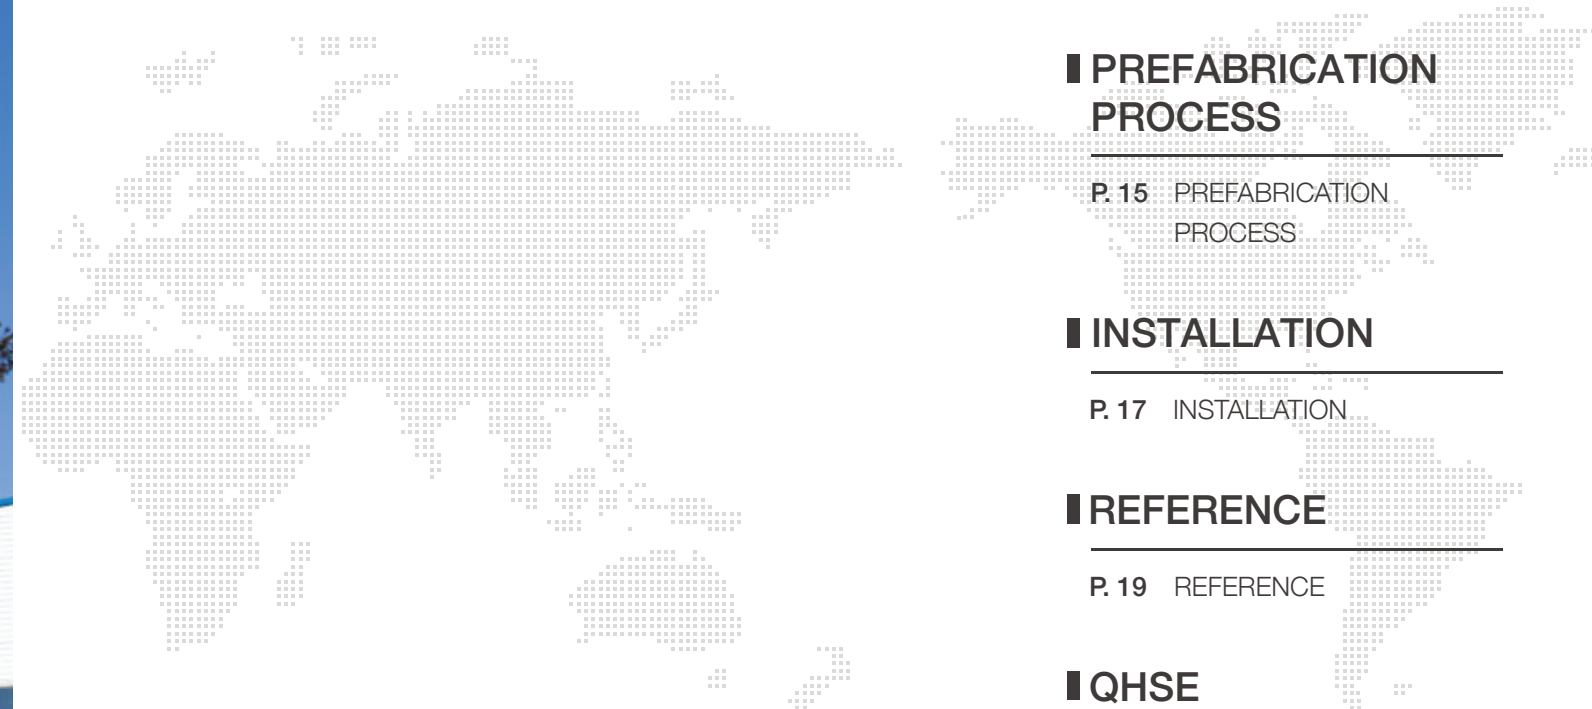 PREFABRICATION
PROCESS
P. 15 PREFABRICATION
PROCESS
INSTALLATION
P. 17 INSTALLATION
REFERENCE
P. 19 REFERENCE
QHSE